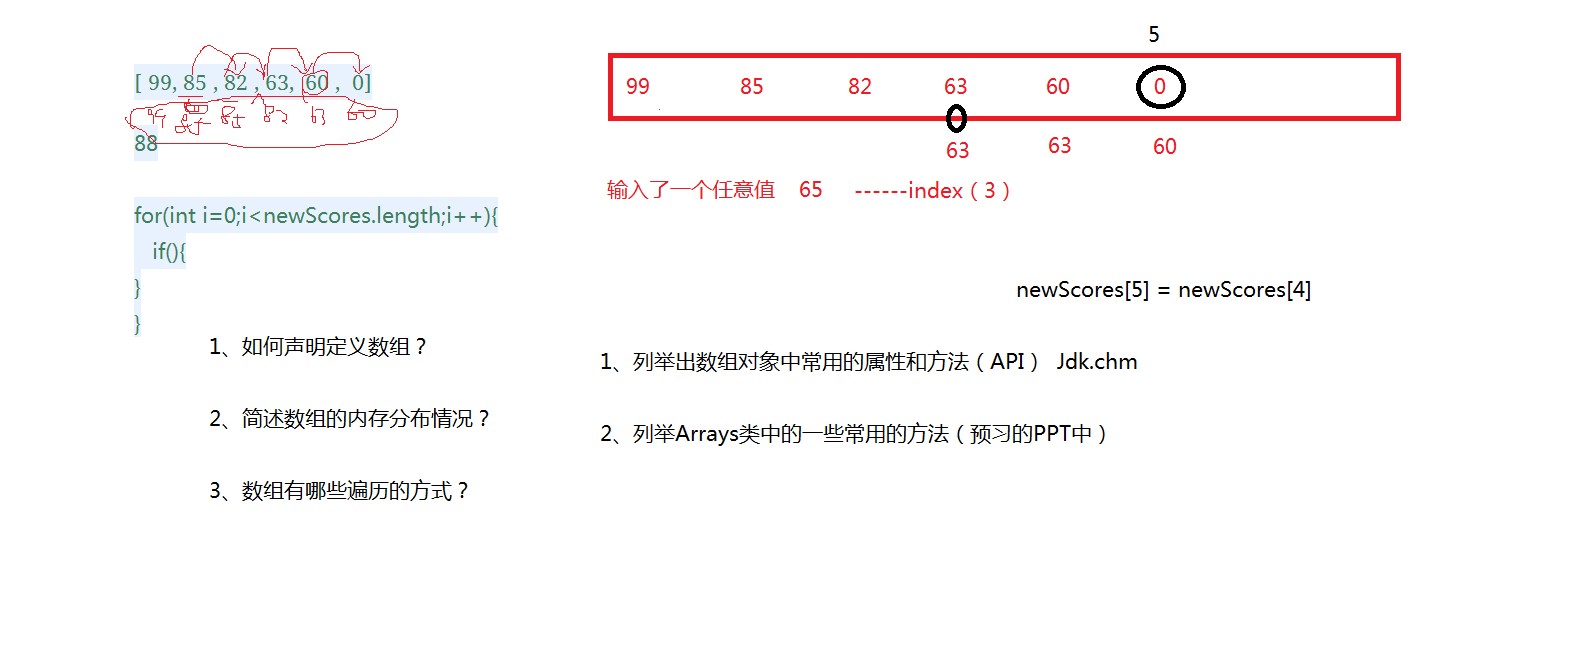 [ 99, 85 , 82 , 63, 60 , 0]
88
for(int i=0;i<newScores.length;i++){
if(){
}
}
1、如何声明定义数组？
2、简述数组的内存分布情况？
3、数组有哪些遍历的方式？
5
99 85 82 63 60 0
63 63 60
输入了一个任意值 65 ------index（3）
newScores[5] = newScores[4]
1、列举出数组对象中常用的属性和方法（API） Jdk.chm
2、列举Arrays类中的一些常用的方法（预习的PPT中）